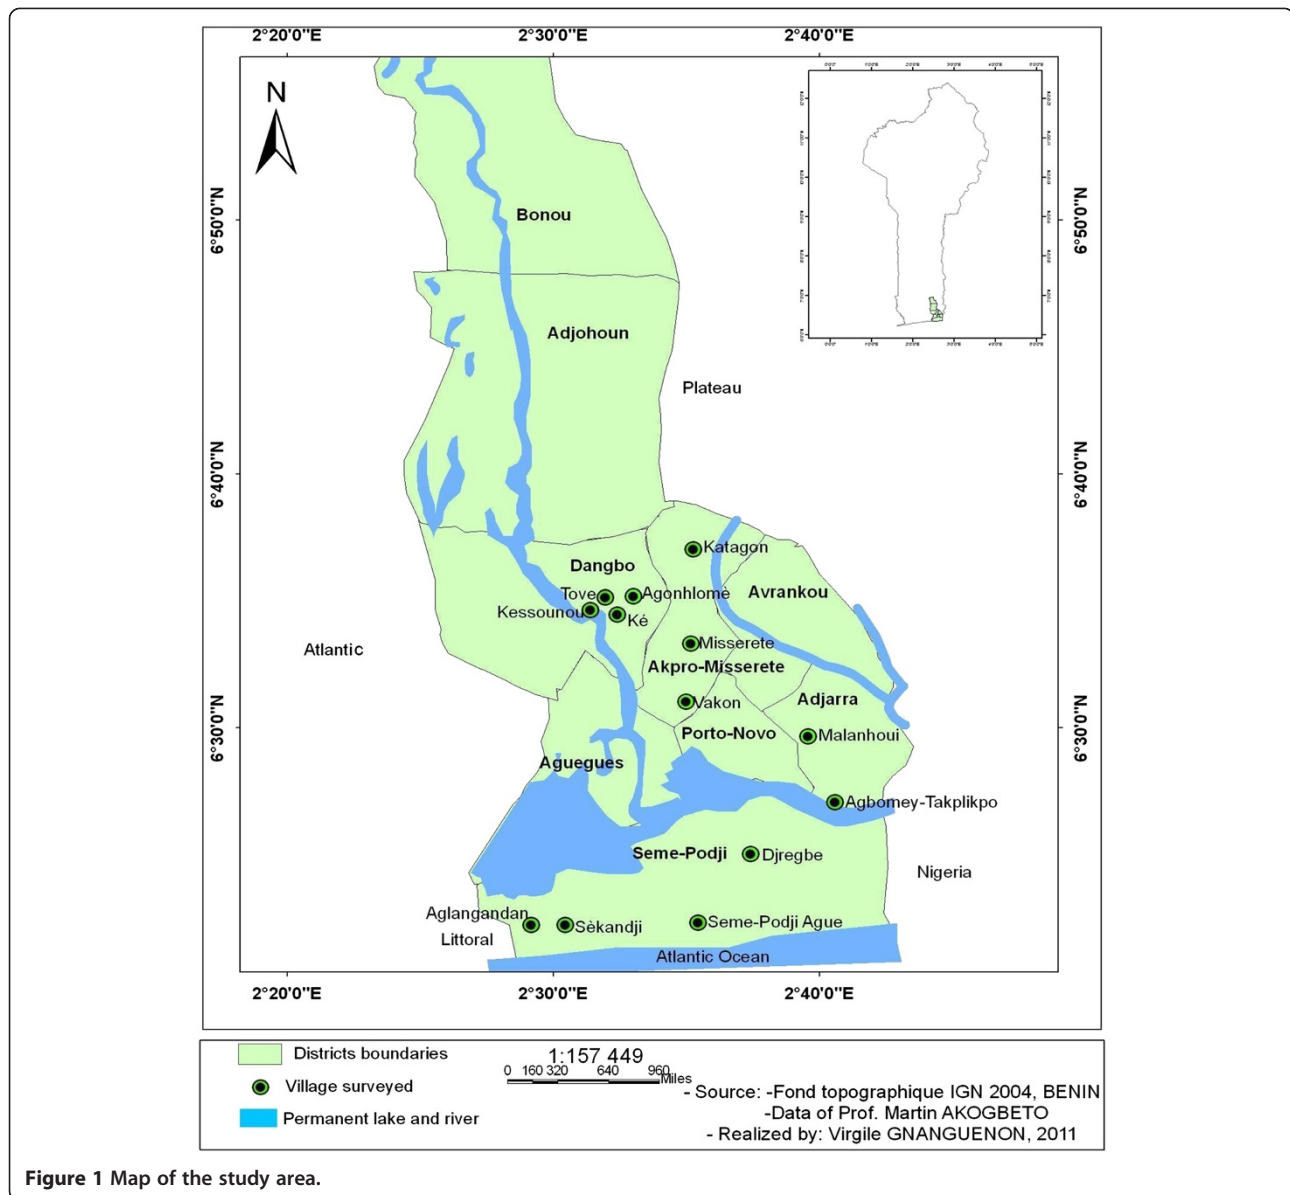 2°20'0"E 2°30'0"E 2°40'0"E
N
6°50'0"N 6°50'0"N
Bonou
Adjohoun
Plateau
6°40'0"N 6°40'0"N
Katagon
Dangbo
Avrankou
Tove Agonhlomè
Kessounou Ké
Misserete
Atlantic
Akpro-Misserete
Adjarra
Vakon
6°30'0"N 6°30'0"N
Porto-Novo Malanhoui
Aguegues
Agbomey-Takplikpo
Seme-Podji Djregbe
Nigeria
Aglangandan
Sèkandji Seme-Podji Ague
Littoral
Atlantic Ocean
2°20'0"E 2°30'0"E 2°40'0"E
Districts boundaries
Village surveyed
Permanent lake and river
1:157 449
0 160 320 640 960
Miles
- Source: -Fond topographique IGN 2004, BENIN
-Data of Prof. Martin AKOGBETO
- Realized by: Virgile GNANGUENON, 2011
Figure 1 Map of the study area.